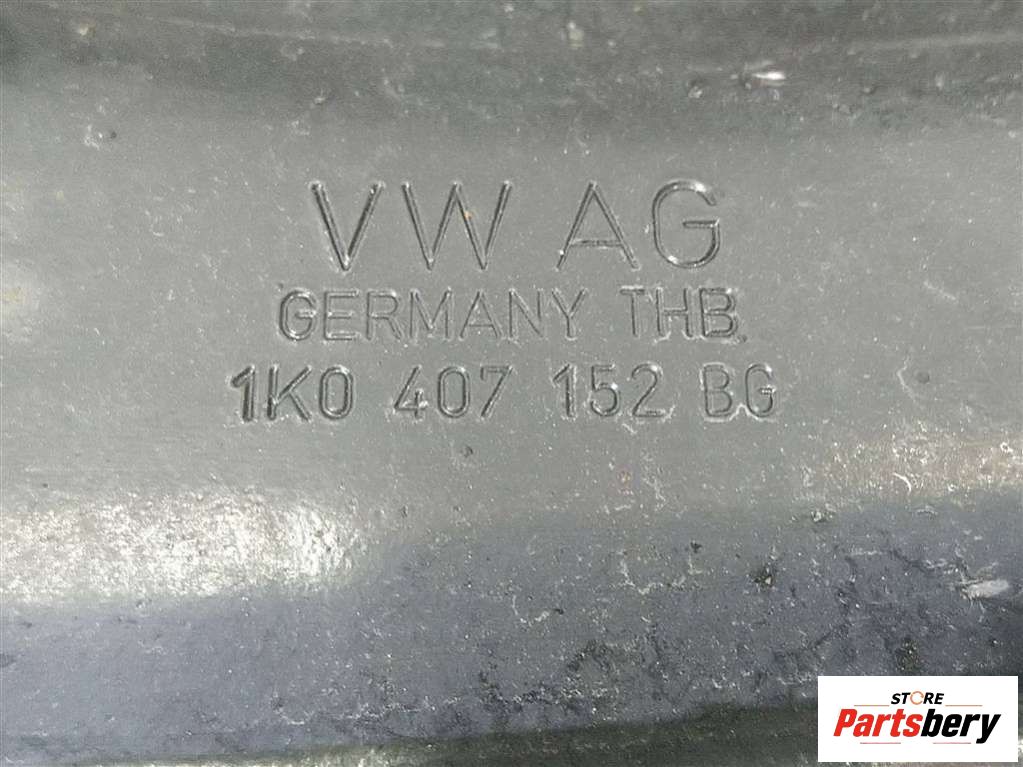 VW AG
GERMANY THB
1K0 407 152 BG
STORE
Partsbery